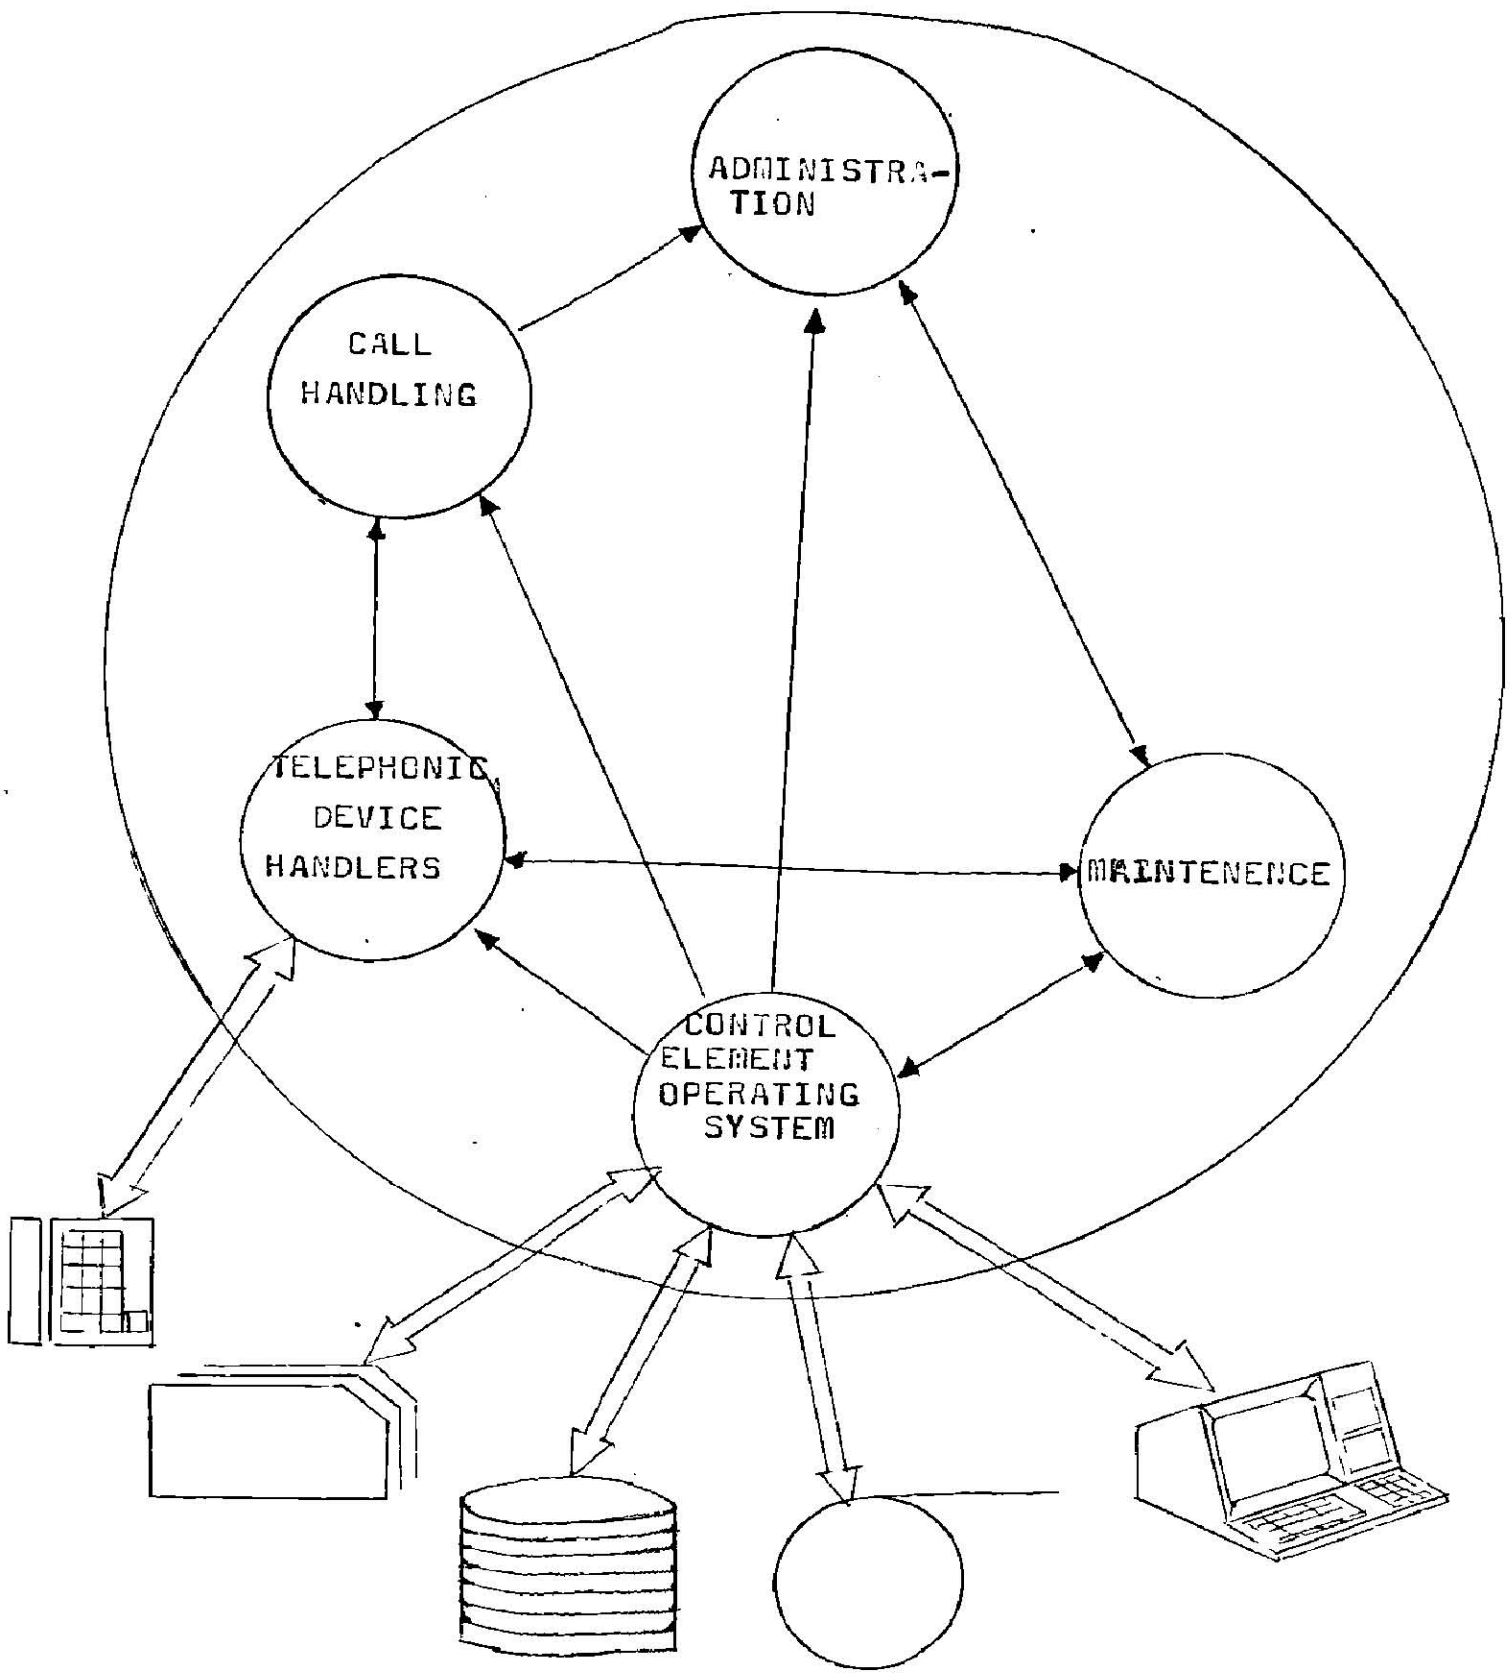 ADMINISTRA-
TION
CALL
HANDLING
TELEPHONIC
DEVICE
HANDLERS
MAINTENENCE
CONTROL
ELEMENT
OPERATING
SYSTEM